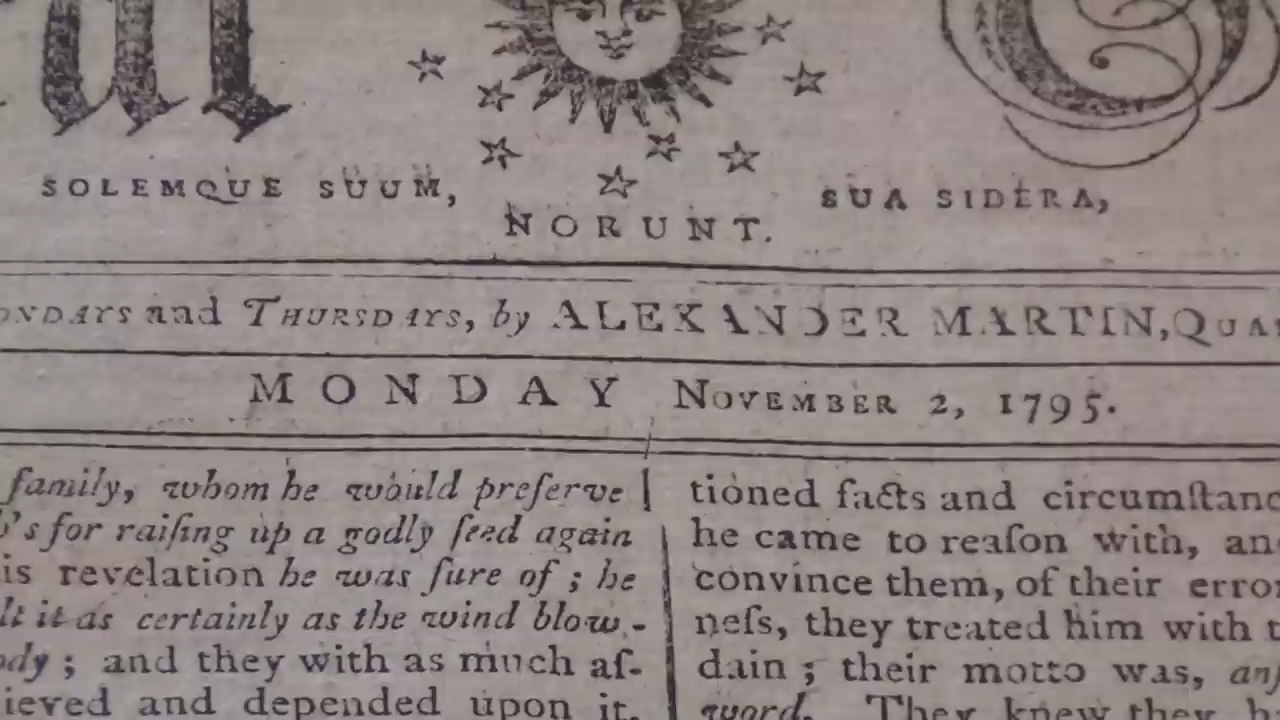 SOLEMQUE SUUM,
SUA SIDERA,
NORUNT.
and THURSDAYS, by ALEXANDER MARTIN,
MONDAY NOVEMBER 2, 1795.
family, whom he would preſerve
for raiſing up a godly ſeed again
is revelation he was ſure of ; he
it as certainly as the wind blow-
; and they with as much aſ-
and depended upon it.
tioned facts and
he came to reaſon with,
convince them, of their
neſs, they treated him with
dain ; their motto was,
word. They knew they